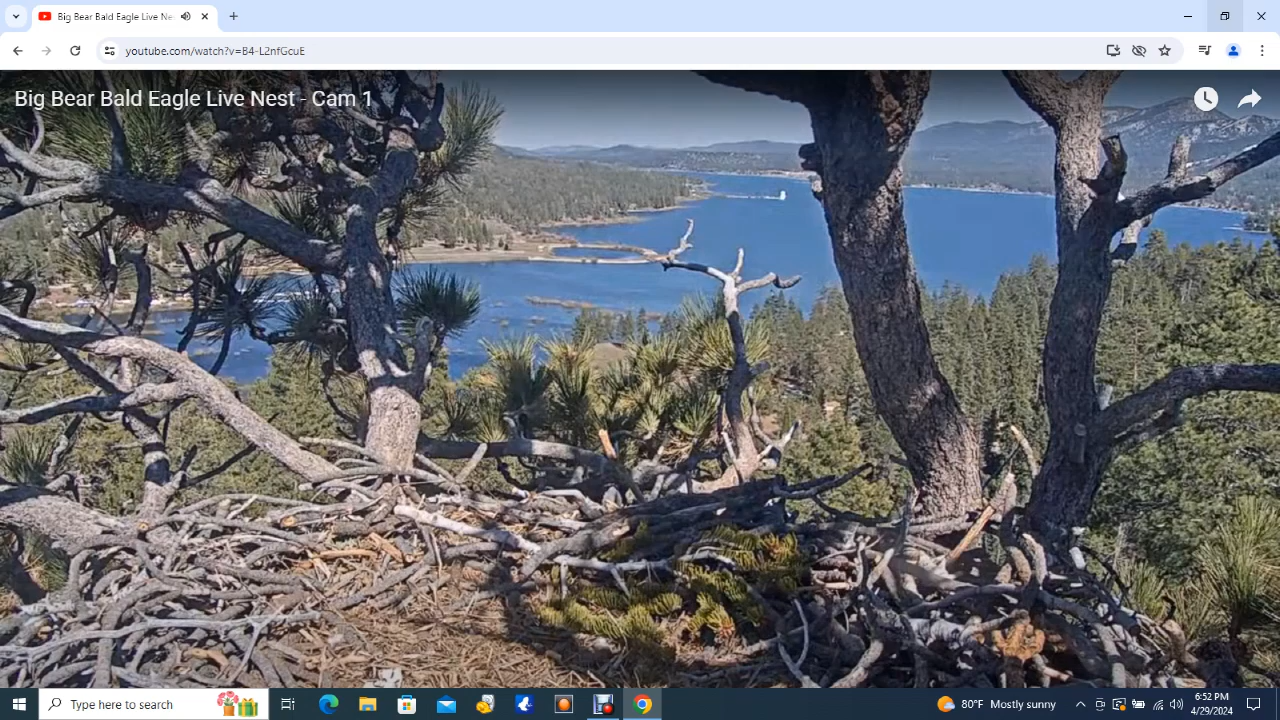 Big Bear Bald Eagle Live Ne
youtube.com/watch?v=B4-L2nfGcuE
Big Bear Bald Eagle Live Nest - Cam 1
Type here to search
80°F Mostly sunny
6:52 PM
4/29/2024